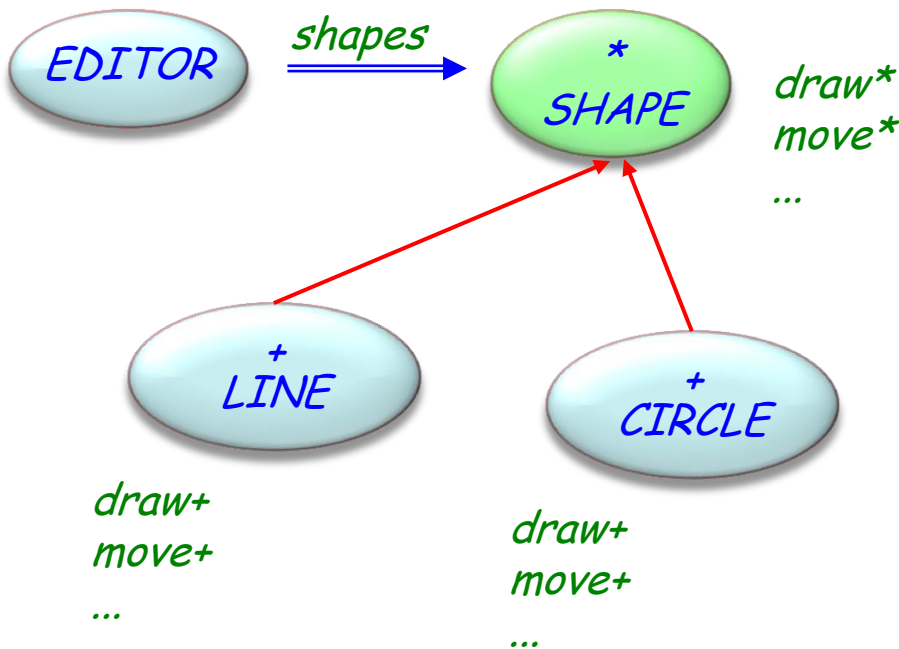 EDITOR
shapes
*
SHAPE
draw*
move*
...
+
LINE
draw+
move+
...
+
CIRCLE
draw+
move+
...